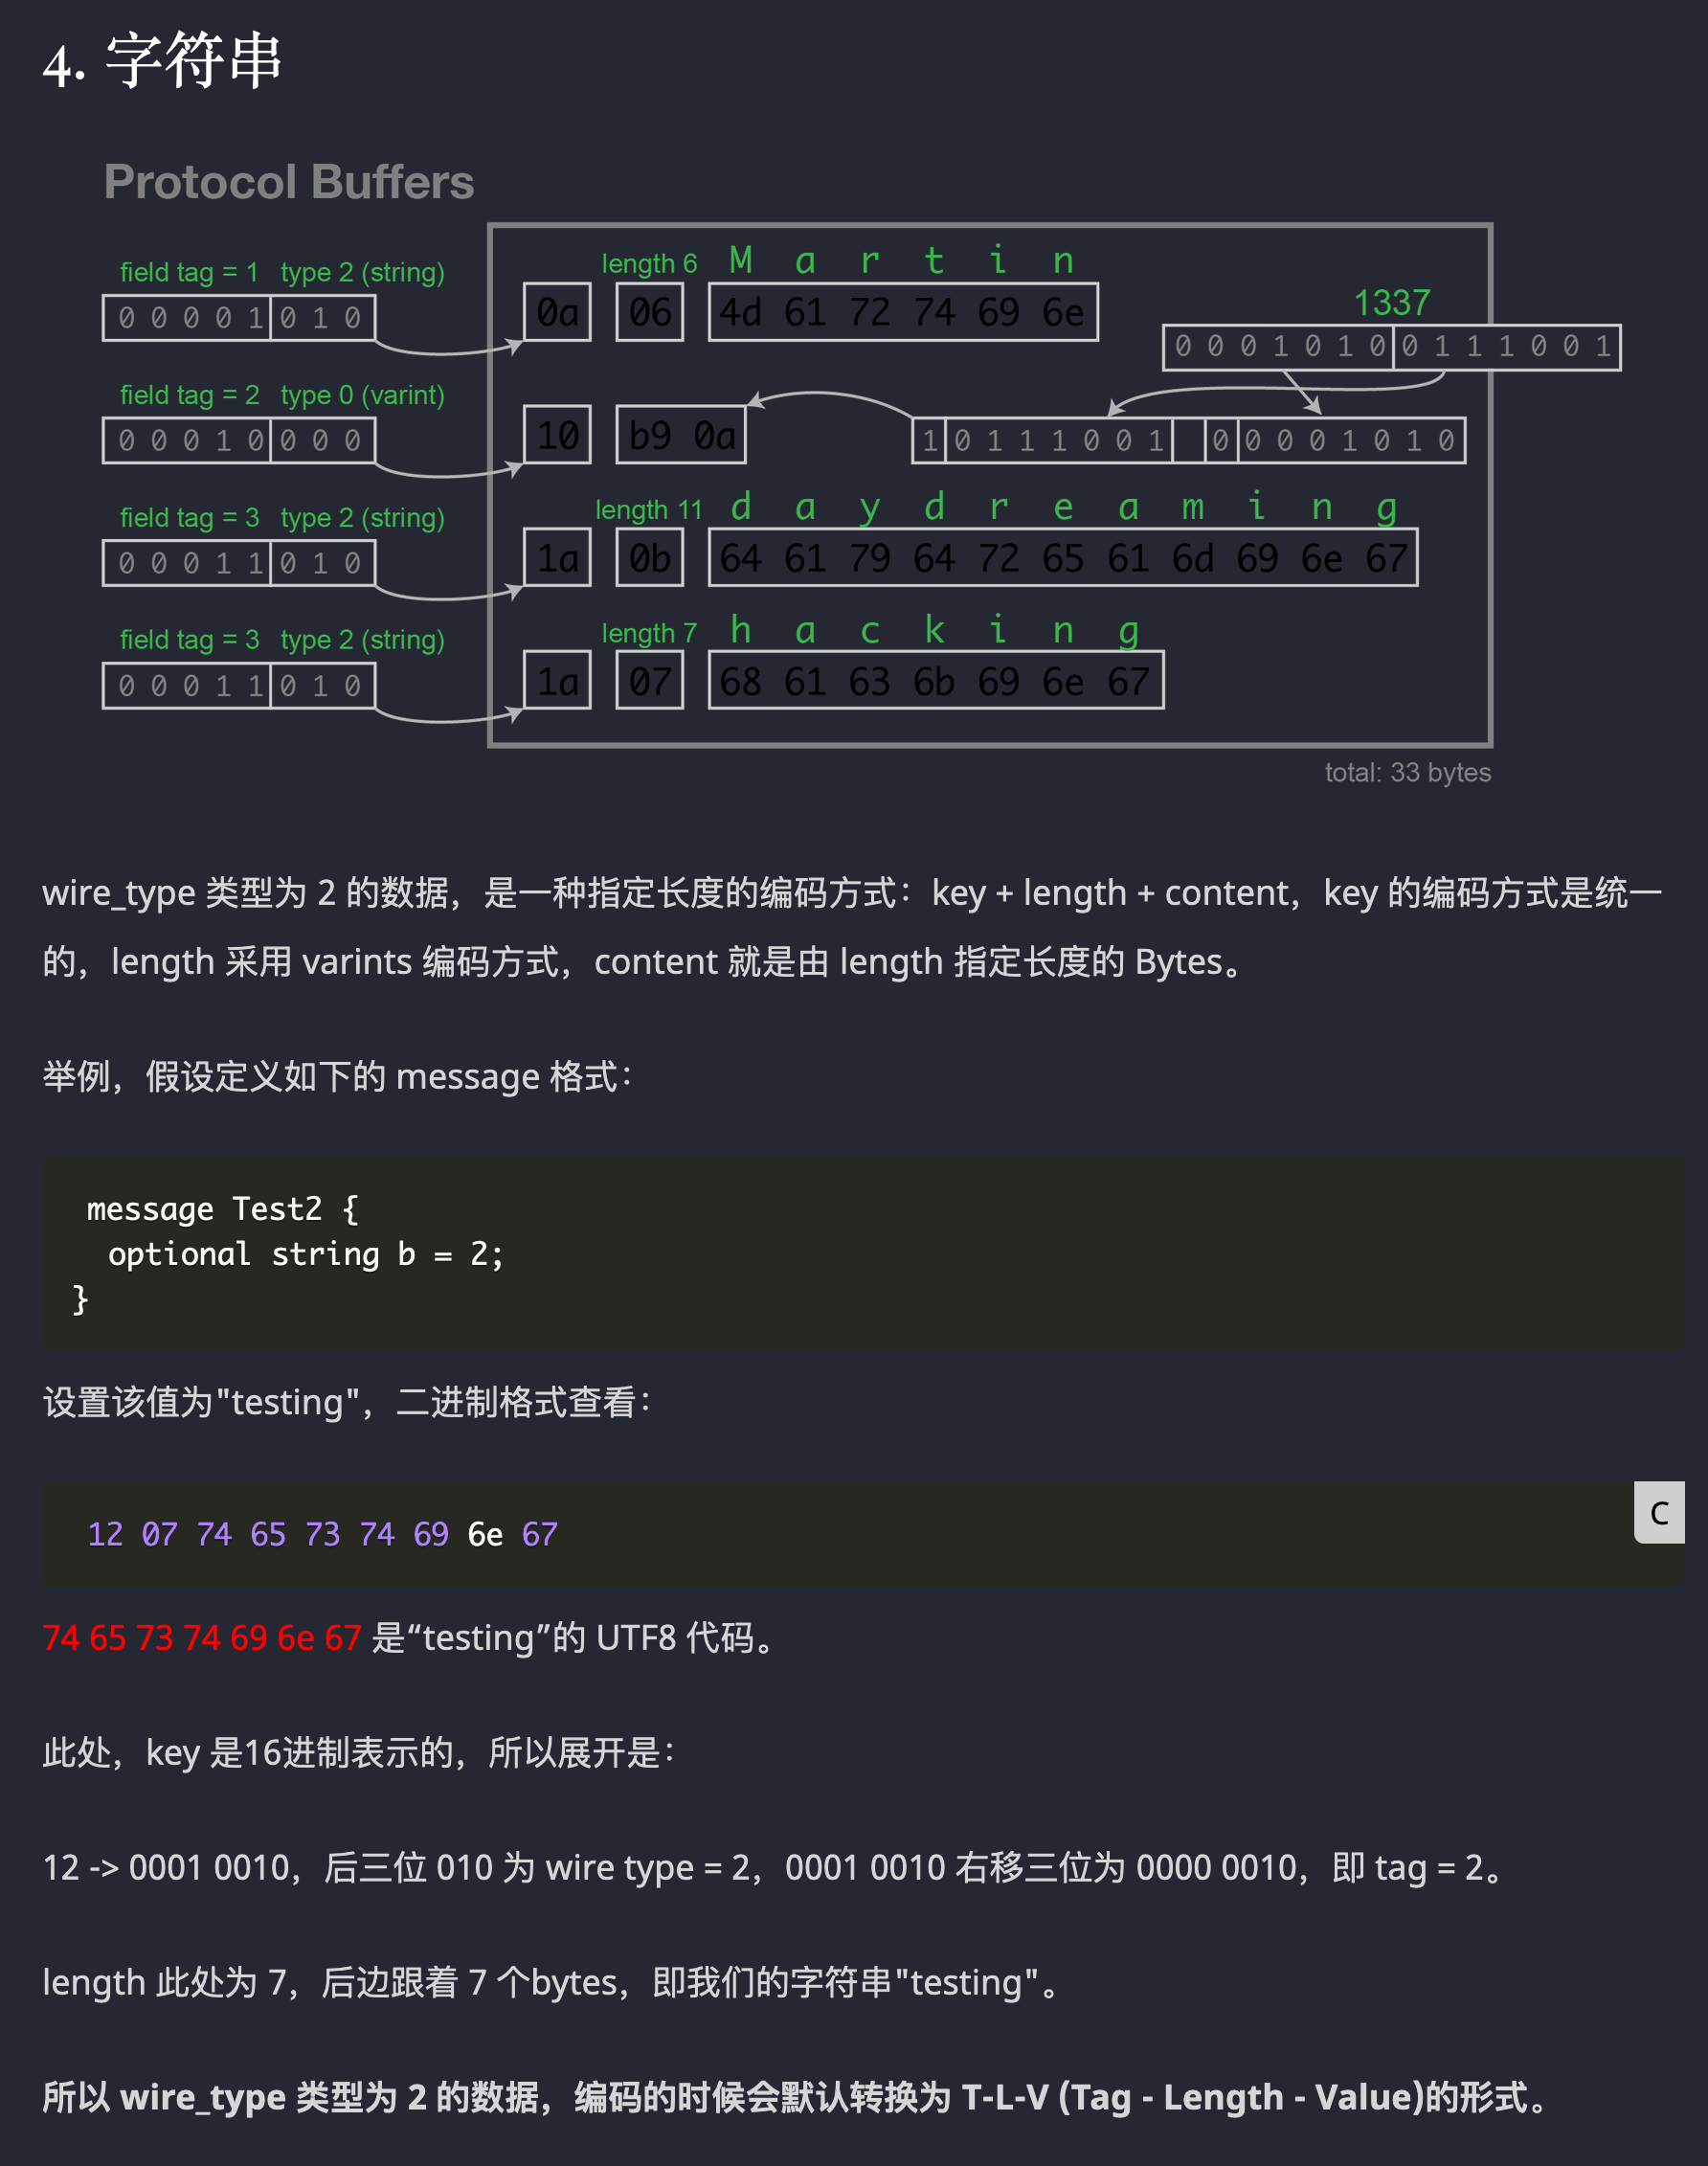 4. 字符串
Protocol Buffers
field tag = 1 type 2 (string)
0 0 0 0 1 0 1 0
0a
length 6
06
M a r t i n
4d 61 72 74 69 6e
1337
0 0 0 1 0 1 0 0 1 1 1 0 0 1
field tag = 2 type 0 (varint)
0 0 0 1 0 0 0 0
10
b9 0a
1 0 1 1 1 0 0 1 0 0 0 0 1 0 1 0
field tag = 3 type 2 (string)
0 0 0 1 1 0 1 0
1a
length 11
0b
d a y d r e a m i n g
64 61 79 64 72 65 61 6d 69 6e 67
field tag = 3 type 2 (string)
0 0 0 1 1 0 1 0
1a
length 7
07
h a c k i n g
68 61 63 6b 69 6e 67
total: 33 bytes
wire_type 类型为 2 的数据，是一种指定长度的编码方式：key + length + content，key 的编码方式是统一
的，length 采用 varints 编码方式，content 就是由 length 指定长度的 Bytes。
举例，假设定义如下的 message 格式：
message Test2 {
optional string b = 2;
}
设置该值为"testing"，二进制格式查看：
C
12 07 74 65 73 74 69 6e 67
74 65 73 74 69 6e 67 是“testing”的 UTF8 代码。
此处，key 是16进制表示的，所以展开是：
12 -> 0001 0010，后三位 010 为 wire type = 2，0001 0010 右移三位为 0000 0010，即 tag = 2。
length 此处为 7，后边跟着 7 个bytes，即我们的字符串"testing"。
所以 wire_type 类型为 2 的数据，编码的时候会默认转换为 T-L-V (Tag - Length - Value)的形式。